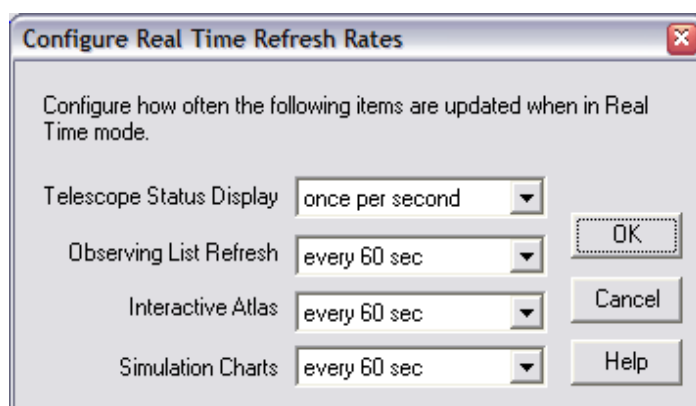 Configure Real Time Refresh Rates
Configure how often the following items are updated when in Real
Time mode.
Telescope Status Display once per second
OK
Observing List Refresh every 60 sec
Interactive Atlas every 60 sec
Cancel
Simulation Charts every 60 sec
Help